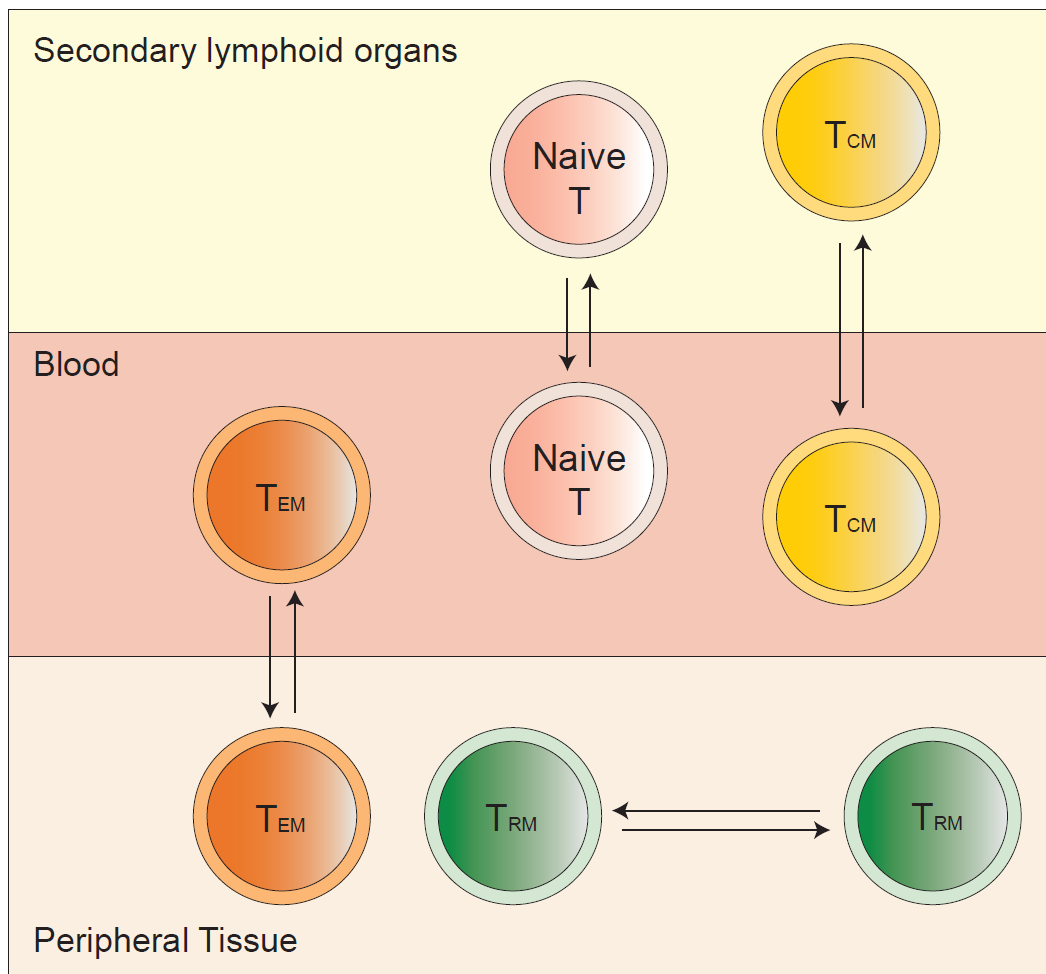 Secondary lymphoid organs
Naive
T
TCM
Blood
TEM
Naive
T
TCM
TEM
TRM
TRM
Peripheral Tissue